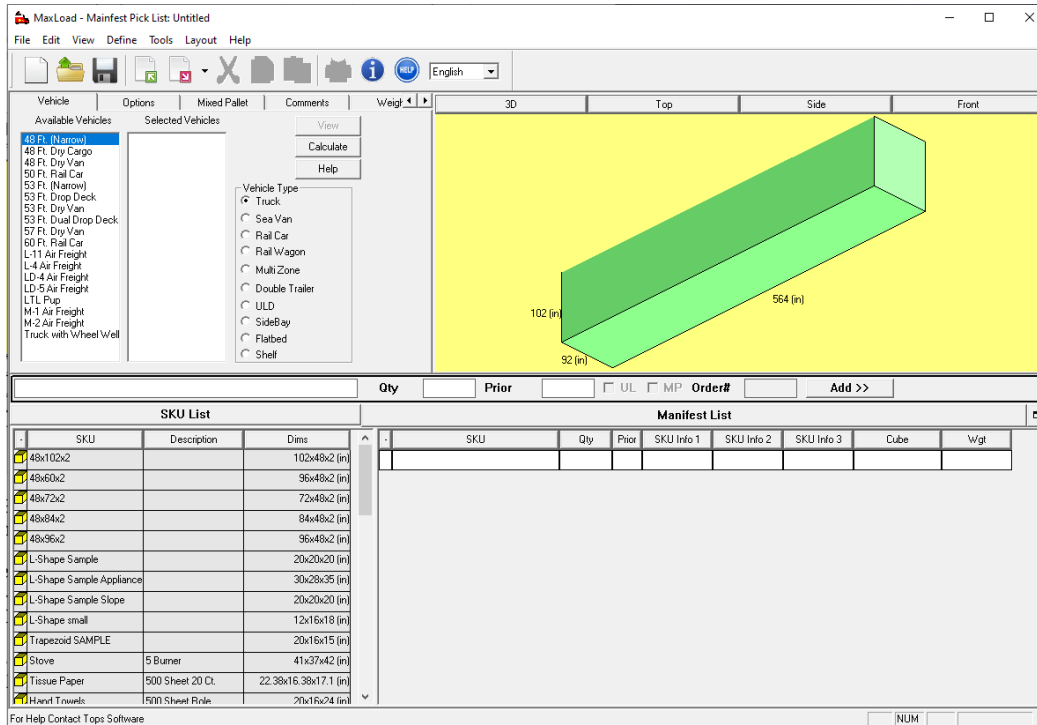 MaxLoad - Mainfest Pick List: Untitled
File Edit View Define Tools Layout Help
HELP English
Vehicle Options Mixed Pallet Comments Weigh
3D Top Side Front
Available Vehicles Selected Vehicles
View
Calculate
Help
48 Ft. (Narrow)
48 Ft. Dry Cargo
48 Ft. Dry Van
50 Ft. Rail Car
53 Ft. (Narrow)
53 Ft. Drop Deck
53 Ft. Dry Van
53 Ft. Dual Drop Deck
57 Ft. Dry Van
60 Ft. Rail Car
L-11 Air Freight
L-4 Air Freight
LD-4 Air Freight
LD-5 Air Freight
LTL Pup
M-1 Air Freight
M-2 Air Freight
Truck with Wheel Well
Vehicle Type
Truck
Sea Van
Rail Car
Rail Wagon
Multi Zone
Double Trailer
ULD
SideBay
Flatbed
Shelf
102 (in)
92 (in)
564 (in)
Qty Prior UL MP Order# Add >>
SKU List
Manifest List
- SKU Description Dims
48x102x2 102x48x2 (in)
48x60x2 96x48x2 (in)
48x72x2 72x48x2 (in)
48x84x2 84x48x2 (in)
48x96x2 96x48x2 (in)
L-Shape Sample 20x20x20 (in)
L-Shape Sample Appliance 30x28x35 (in)
L-Shape Sample Slope 20x20x20 (in)
L-Shape small 12x16x18 (in)
Trapezoid SAMPLE 20x16x15 (in)
Stove 5 Burner 41x37x42 (in)
Tissue Paper 500 Sheet 20 Ct. 22.38x16.38x17.1 (in)
Hand Towels 500 Sheet Role 20x16x24 (in)
- SKU Qty Prior SKU Info 1 SKU Info 2 SKU Info 3 Cube Wgt
For Help Contact Tops Software
NUM